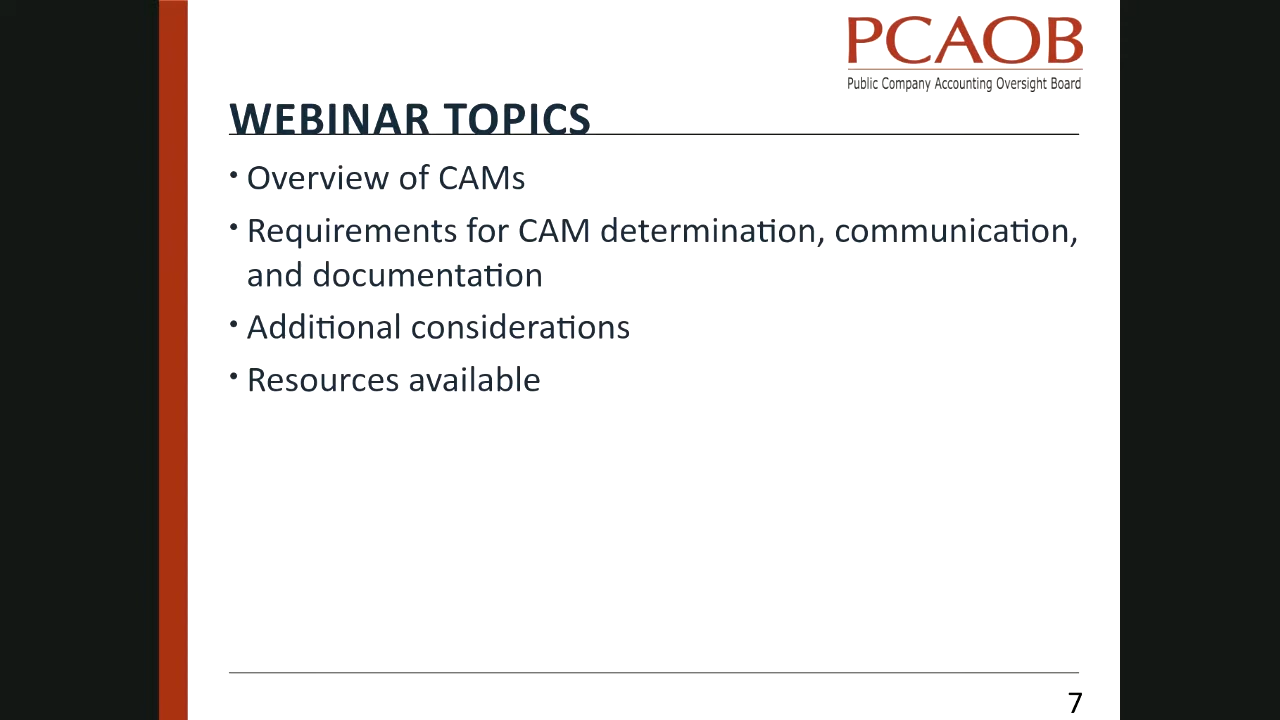 PCAOB
Public Company Accounting Oversight Board
WEBINAR TOPICS
• Overview of CAMs
• Requirements for CAM determination, communication,
and documentation
• Additional considerations
• Resources available
7